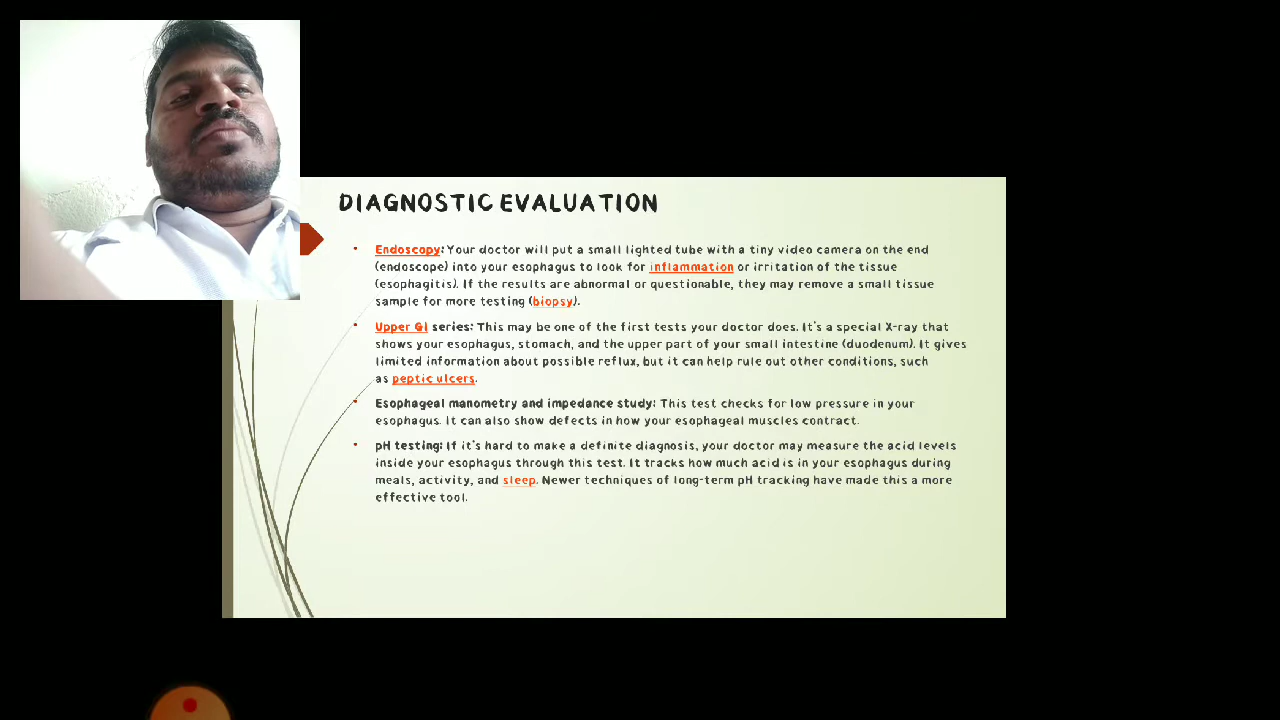 DIAGNOSTIC EVALUATION
• Endoscopy: Your doctor will put a small lighted tube with a tiny video camera on the end
(endoscope) into your esophagus to look for inflammation or irritation of the tissue
(esophagitis). If the results are abnormal or questionable, they may remove a small tissue
sample for more testing (biopsy).
• Upper GI series: This may be one of the first tests your doctor does. It's a special X-ray that
shows your esophagus, stomach, and the upper part of your small intestine (duodenum). It gives
limited information about possible reflux, but it can help rule out other conditions, such
as peptic ulcers.
• Esophageal manometry and impedance study: This test checks for low pressure in your
esophagus. It can also show defects in how your esophageal muscles contract.
• pH testing: If it's hard to make a definite diagnosis, your doctor may measure the acid levels
inside your esophagus through this test. It tracks how much acid is in your esophagus during
meals, activity, and sleep. Newer techniques of long-term pH tracking have made this a more
effective tool.